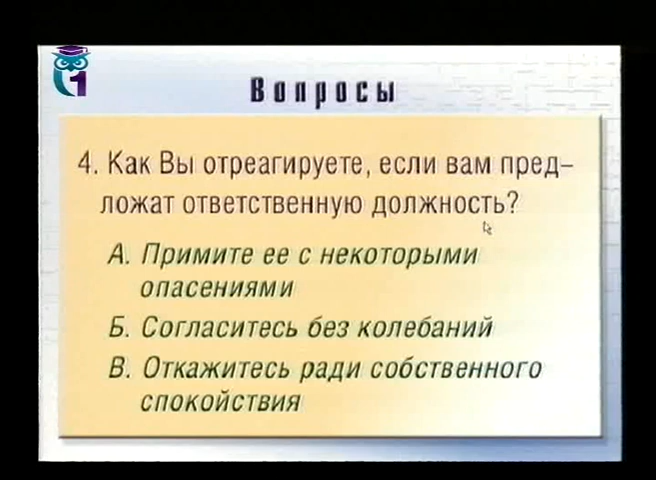 1
Вопросы
4. Как Вы отреагируете, если вам пред–
ложат ответственную должность?
А. Примите ее с некоторыми
опасениями
Б. Согласитесь без колебаний
В. Откажитесь ради собственного
спокойствия